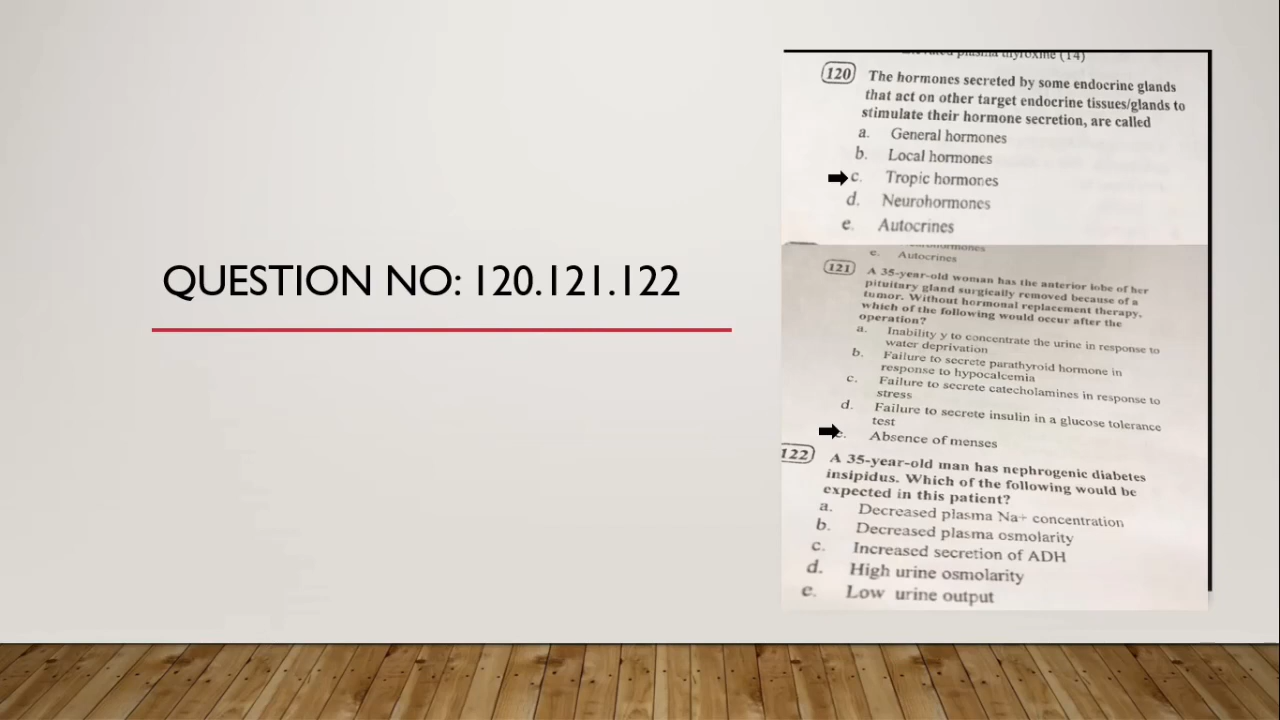 QUESTION NO: 120.121.122
Elevated plasma thyroxine (T4)
120 The hormones secreted by some endocrine glands
that act on other target endocrine tissues/glands to
stimulate their hormone secretion, are called
a. General hormones
b. Local hormones
c. Tropic hormones
d. Neurohormones
e. Autocrines
e. Autocrines
121 A 35-year-old woman has the anterior lobe of her
pituitary gland surgically removed because of a
tumor. Without hormonal replacement therapy,
which of the following would occur after the
operation?
a. Inability y to concentrate the urine in response to
water deprivation
b. Failure to secrete parathyroid hormone in
response to hypocalcemia
c. Failure to secrete catecholamines in response to
stress
d. Failure to secrete insulin in a glucose tolerance
test
e. Absence of menses
122 A 35-year-old man has nephrogenic diabetes
insipidus. Which of the following would be
expected in this patient?
a. Decreased plasma Na+ concentration
b. Decreased plasma osmolarity
c. Increased secretion of ADH
d. High urine osmolarity
e. Low urine output